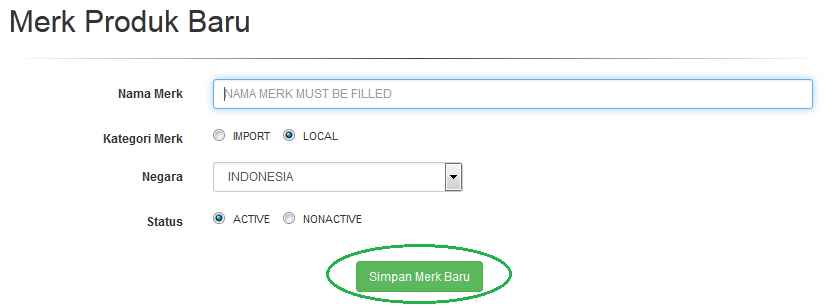 Merk Produk Baru
Nama Merk NAMA MERK MUST BE FILLED
Kategori Merk IMPORT LOCAL
Negara INDONESIA
Status ACTIVE NONACTIVE
Simpan Merk Baru